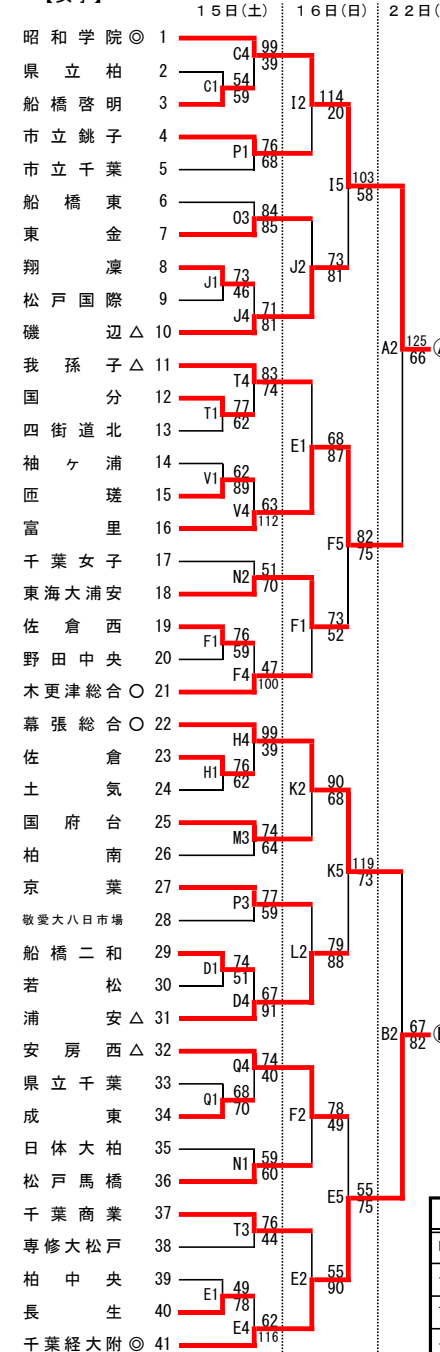 15日(土) 16日(日) 22日(
昭和学院 ◎ 1
県立柏 2
船橋啓明 3
市立銚子 4
市立千葉 5
船橋東 6
東金 7
翔凜 8
松戸国際 9
磯辺 △ 10
我孫子 △ 11
国分 12
四街道北 13
袖ヶ浦 14
匝瑳 15
富里 16
千葉女子 17
東海大浦安 18
佐倉西 19
野田中央 20
木更津総合 〇 21
幕張総合 〇 22
佐倉 23
土気 24
国府台 25
柏南 26
京葉 27
敬愛大八日市場 28
船橋二和 29
若松 30
浦安 △ 31
安房西 △ 32
県立千葉 33
成東 34
日体大柏 35
松戸馬橋 36
千葉商業 37
専修大松戸 38
柏中央 39
長生 40
千葉経大附 ◎ 41
C4 99 39
C1 54 59
P1 76 68
O3 84 85
J1 73 46
J4 71 81
T4 83 74
T1 77 62
V1 62 89
V4 63 112
N2 51 70
F1 76 59
F4 47 100
H4 99 39
H1 76 62
M3 74 64
P3 77 59
D1 74 51
D4 67 91
Q4 74 40
Q1 68 70
N1 59 60
T3 76 44
E1 49 78
E4 62 116
I2 114 20
J2 73 81
E1 68 87
F1 73 52
K2 90 68
L2 79 88
F2 78 49
E2 55 90
I5 103 58
F5 82 75
K5 119 73
E5 55 75
A2 125 66
B2 67 82